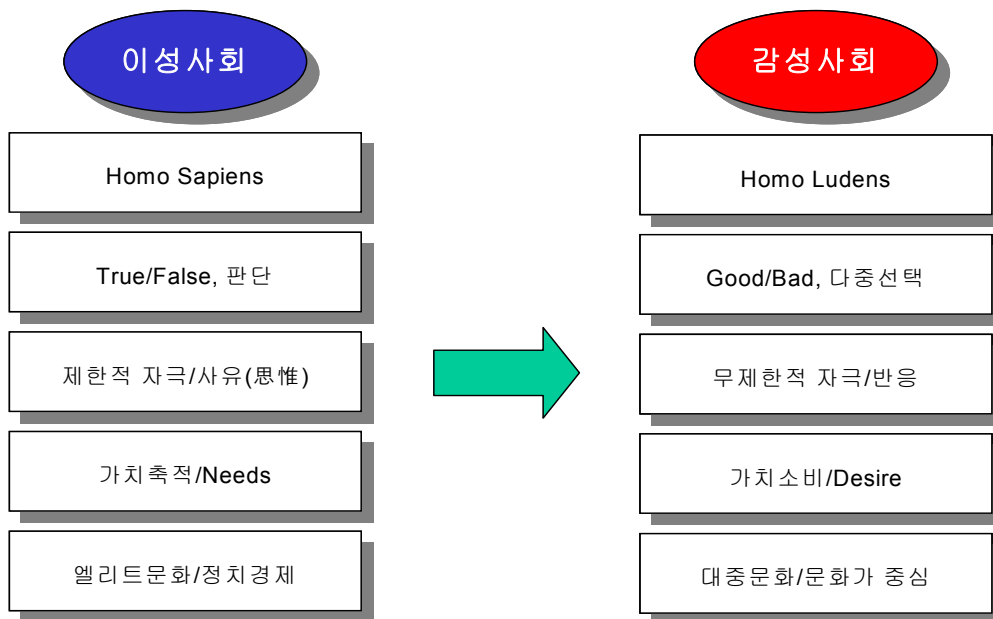 이성사회
Homo Sapiens
True/False, 판단
제한적 자극/사유(思惟)
가치축적/Needs
엘리트문화/정치경제
감성사회
Homo Ludens
Good/Bad, 다중선택
무제한적 자극/반응
가치소비/Desire
대중문화/문화가 중심